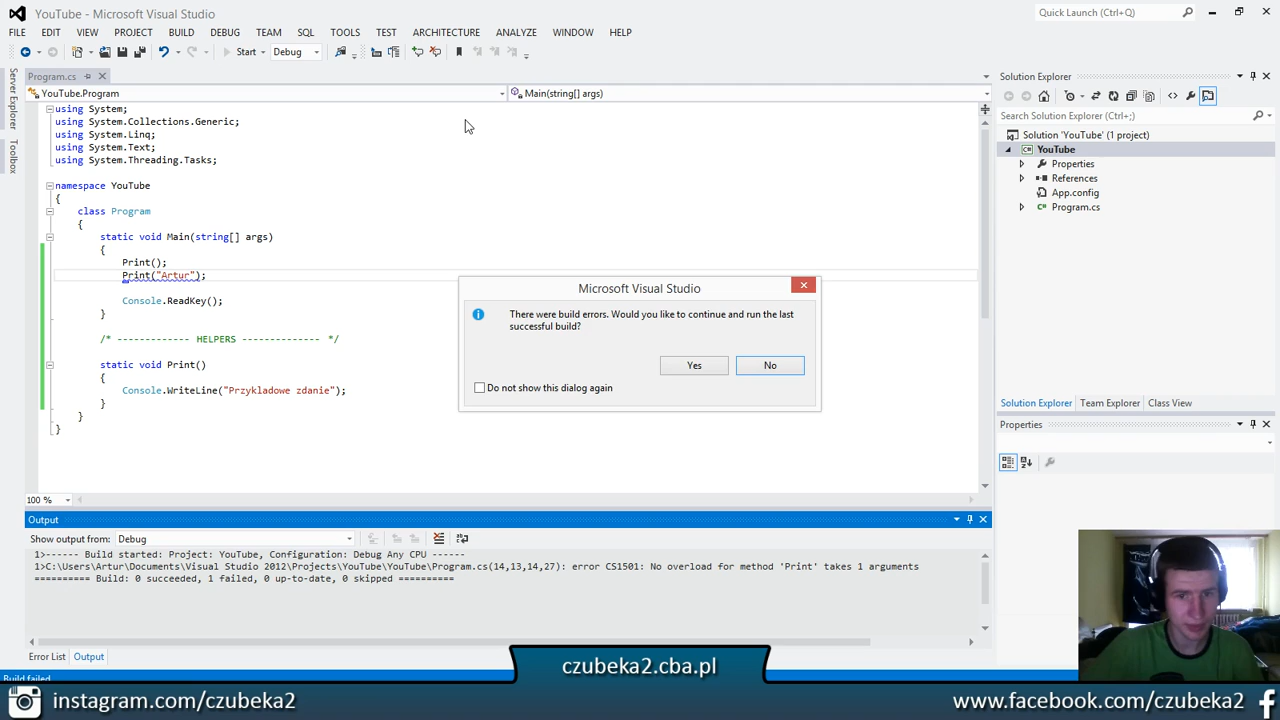 YouTube - Microsoft Visual Studio
Quick Launch (Ctrl+Q)
FILE EDIT VIEW PROJECT BUILD DEBUG TEAM SQL TOOLS TEST ARCHITECTURE ANALYZE WINDOW HELP
Start Debug
Server Explorer
Toolbox
Program.cs
YouTube.Program
Main(string[] args)
using System;
using System.Collections.Generic;
using System.Linq;
using System.Text;
using System.Threading.Tasks;
namespace YouTube
{
class Program
{
static void Main(string[] args)
{
Print();
Print("Artur");
Console.ReadKey();
}
/* ------------- HELPERS -------------- */
static void Print()
{
Console.WriteLine("Przykladowe zdanie");
}
}
}
100 %
Microsoft Visual Studio
There were build errors. Would you like to continue and run the last
successful build?
Yes No
Do not show this dialog again
Solution Explorer
Search Solution Explorer (Ctrl+;)
Solution 'YouTube' (1 project)
YouTube
Properties
References
App.config
Program.cs
Solution Explorer Team Explorer Class View
Properties
Output
Show output from: Debug
1>------ Build started: Project: YouTube, Configuration: Debug Any CPU ------
1>C:\Users\Artur\Documents\Visual Studio 2012\Projects\YouTube\YouTube\Program.cs(14,13,14,27): error CS1501: No overload for method 'Print' takes 1 arguments
========== Build: 0 succeeded, 1 failed, 0 up-to-date, 0 skipped ==========
Error List Output
Build failed
czubeka2.cba.pl
instagram.com/czubeka2
www.facebook.com/czubeka2